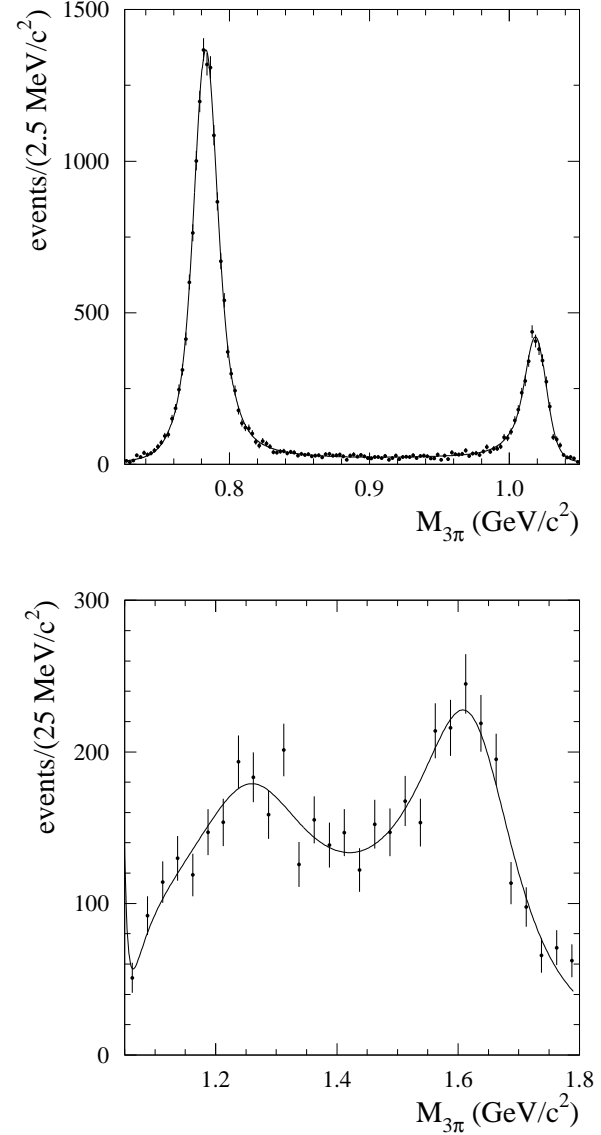 events/(2.5 MeV/c²)
1500
1000
500
0
0.8 0.9 1.0
M₃π (GeV/c²)
events/(25 MeV/c²)
300
200
100
0
1.2 1.4 1.6 1.8
M₃π (GeV/c²)